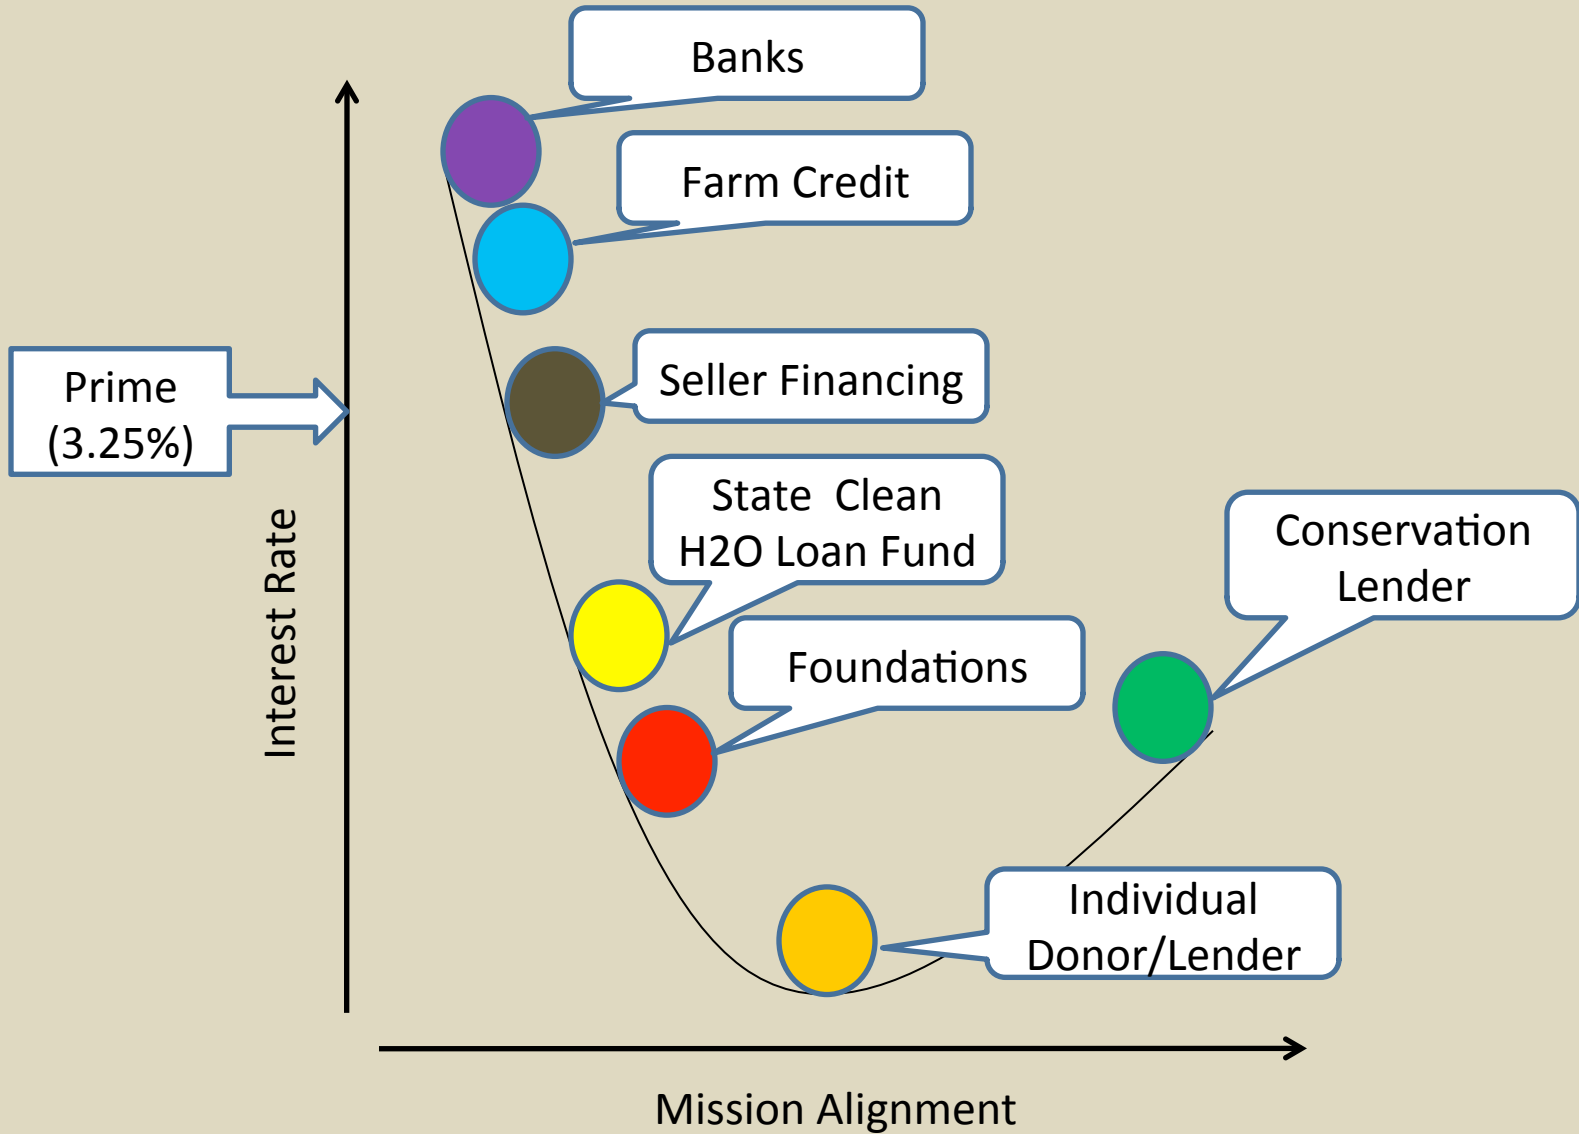 Banks
Farm Credit
Prime
(3.25%)
Seller Financing
State Clean
H2O Loan Fund
Conservation
Lender
Foundations
Interest Rate
Individual
Donor/Lender
Mission Alignment